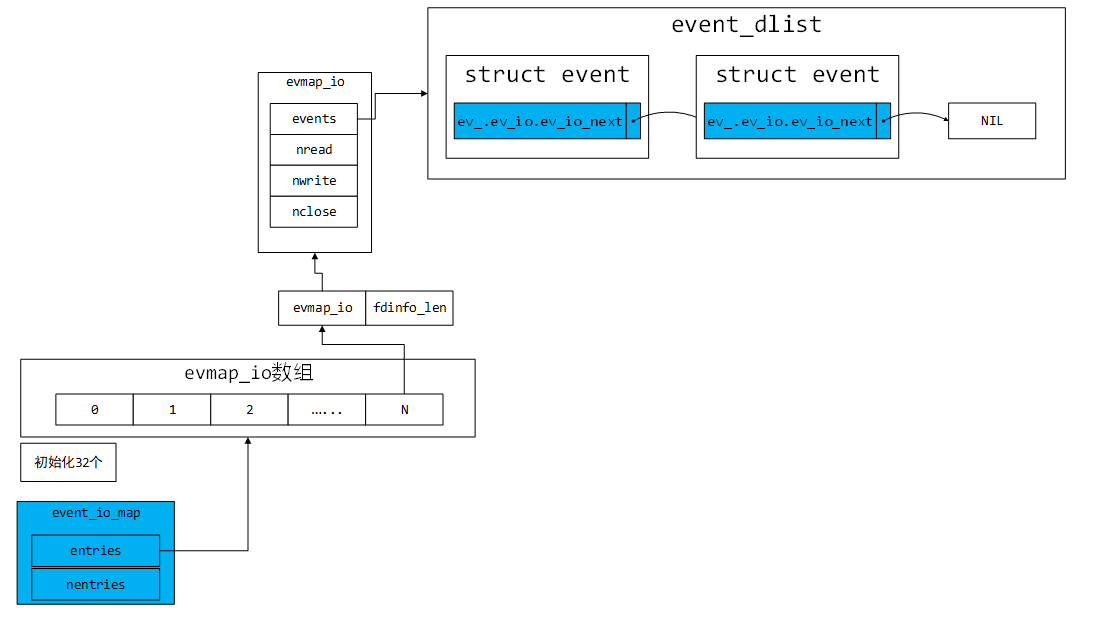 event_dlist
struct event
struct event
ev_.ev_io.ev_io_next
ev_.ev_io.ev_io_next
NIL
evmap_io
events
nread
nwrite
nclose
evmap_io
fdinfo_len
evmap_io数组
0
1
2
……
N
初始化32个
event_io_map
entries
nentries